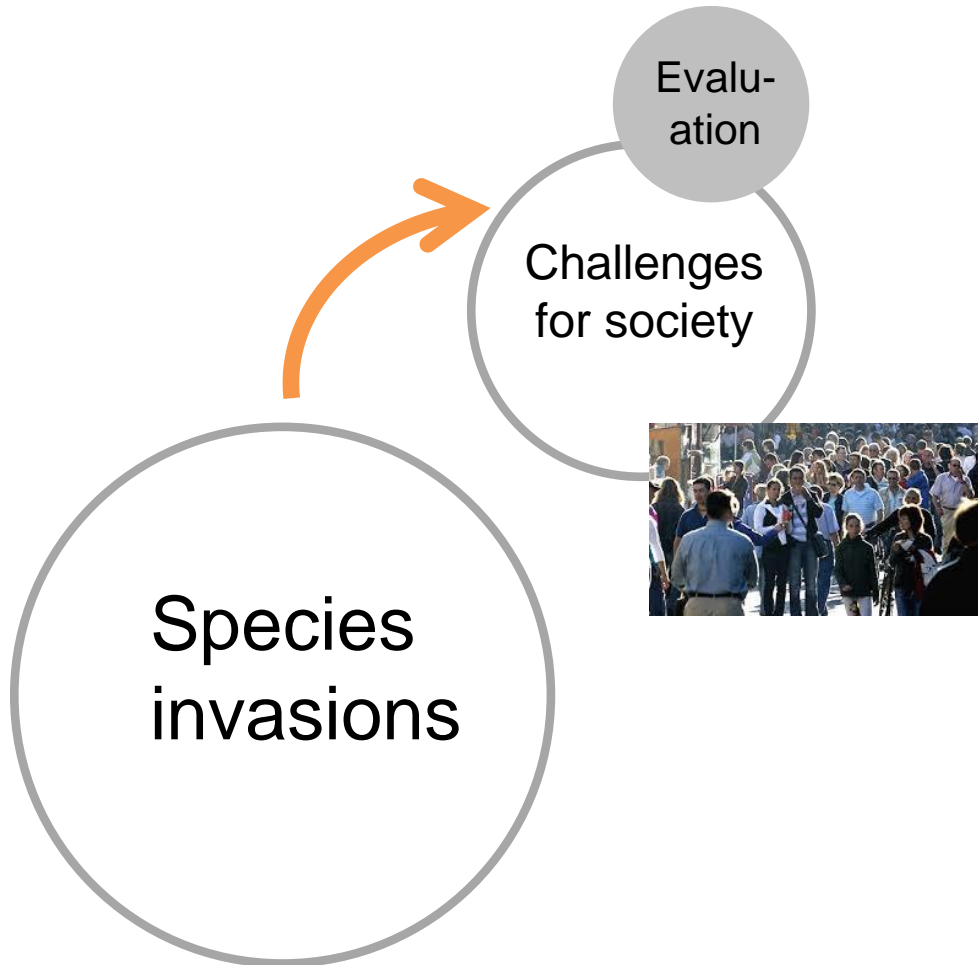 Evalu-
ation
Challenges
for society
Species
invasions